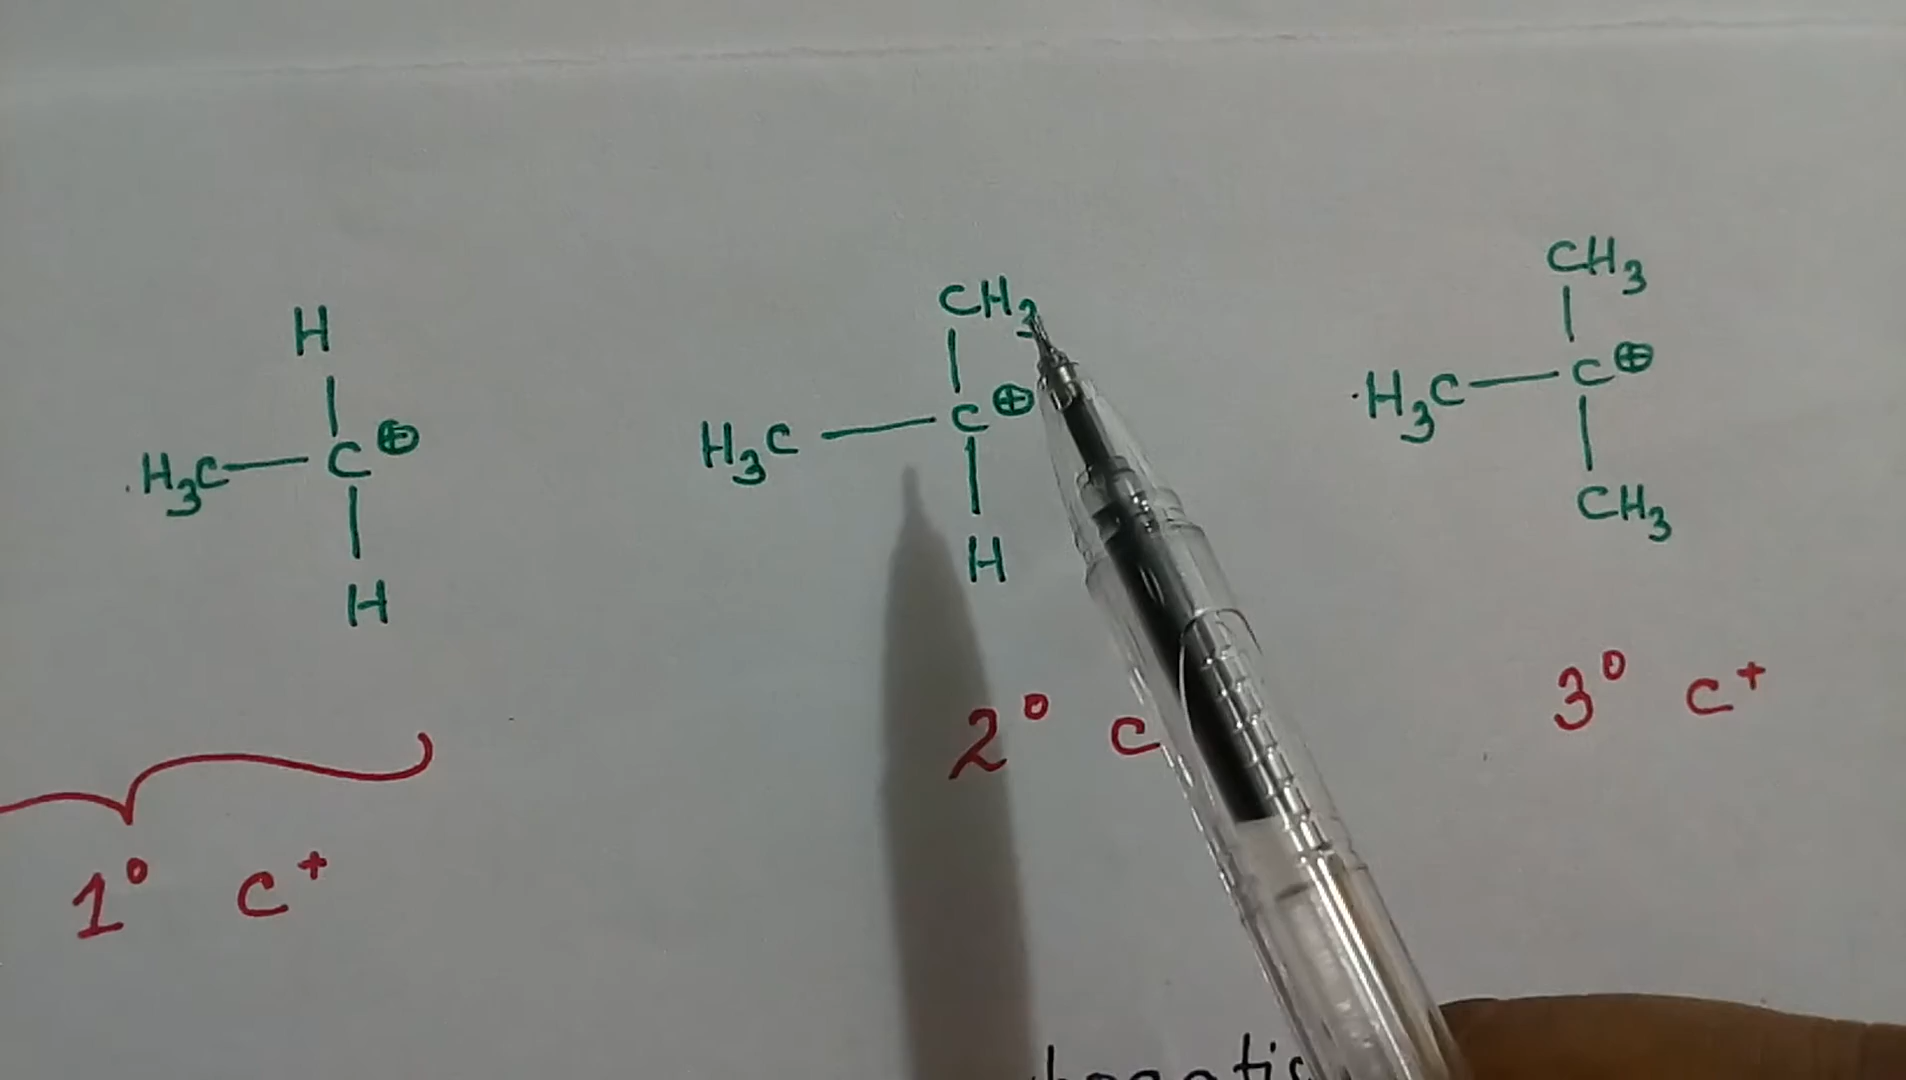 H
H₃C — C ⊕
H
1° C⁺
CH₃
H₃C — C ⊕
H
2° C
CH₃
H₃C — C ⊕
CH₃
3° C⁺